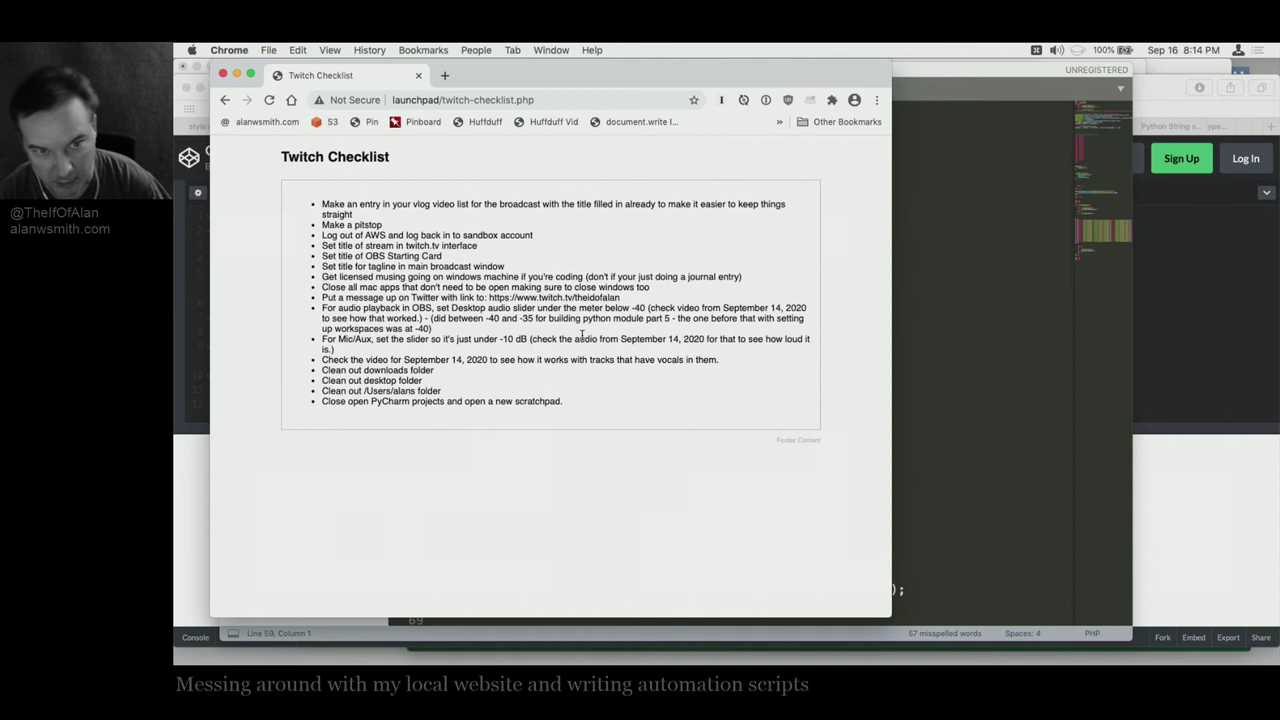 Chrome File Edit View History Bookmarks People Tab Window Help
100% Sep 16 8:14 PM
Twitch Checklist
UNREGISTERED
Not Secure launchpad/twitch-checklist.php
alanwsmith.com S3 Pin Pinboard Huffduff Huffduff Vid document.write I... » Other Bookmarks
style
Python String s
Sign Up Log In
Twitch Checklist
@TheIfOfAlan
alanwsmith.com
• Make an entry in your vlog video list for the broadcast with the title filled in already to make it easier to keep things
straight
• Make a pitstop
• Log out of AWS and log back in to sandbox account
• Set title of stream in twitch.tv interface
• Set title of OBS Starting Card
• Set title for tagline in main broadcast window
• Get licensed musing going on windows machine if you're coding (don't if your just doing a journal entry)
• Close all mac apps that don't need to be open making sure to close windows too
• Put a message up on Twitter with link to: https://www.twitch.tv/theidofalan
• For audio playback in OBS, set Desktop audio slider under the meter below -40 (check video from September 14, 2020
to see how that worked.) - (did between -40 and -35 for building python module part 5 - the one before that with setting
up workspaces was at -40)
• For Mic/Aux, set the slider so it's just under -10 dB (check the audio from September 14, 2020 for that to see how loud it
is.)
• Check the video for September 14, 2020 to see how it works with tracks that have vocals in them.
• Clean out downloads folder
• Clean out desktop folder
• Clean out /Users/alans folder
• Close open PyCharm projects and open a new scratchpad.
Footer Content
);
69
Console Line 59, Column 1 57 misspelled words Spaces: 4 PHP Fork Embed Export Share
Messing around with my local website and writing automation scripts